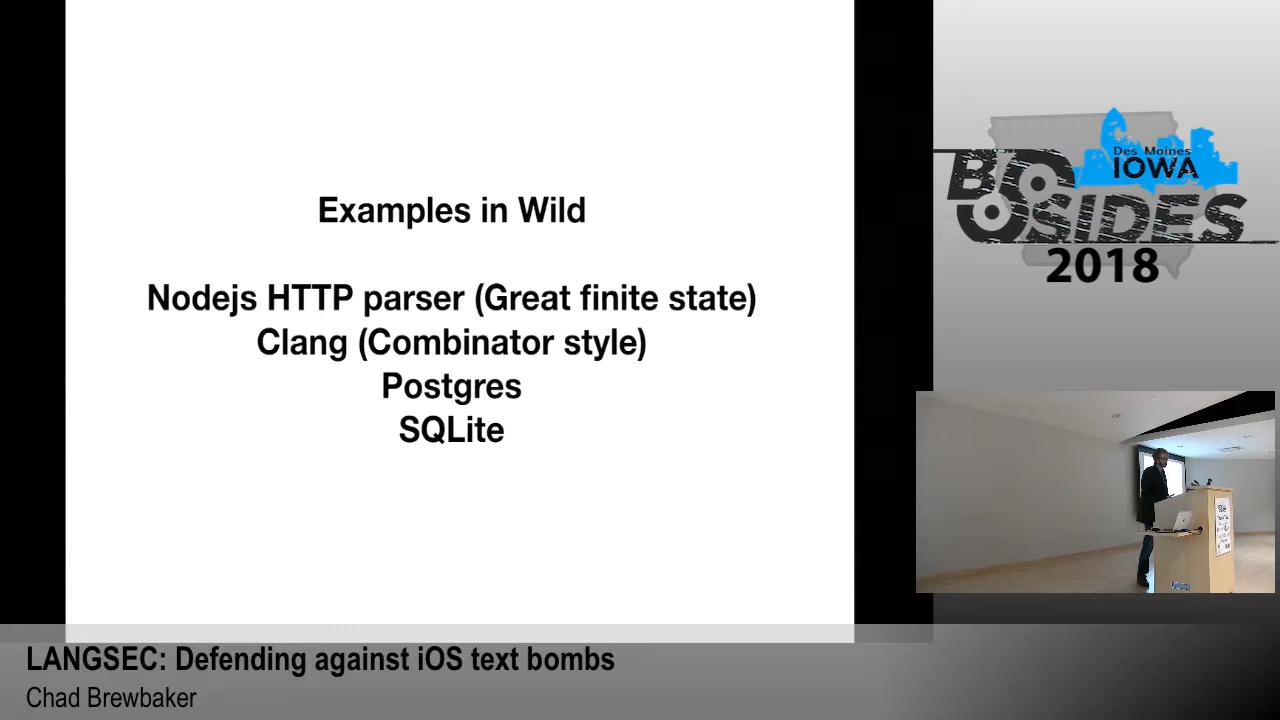 Examples in Wild
Nodejs HTTP parser (Great finite state)
Clang (Combinator style)
Postgres
SQLite
Des Moines
IOWA
BSIDES
2018
LANGSEC: Defending against iOS text bombs
Chad Brewbaker